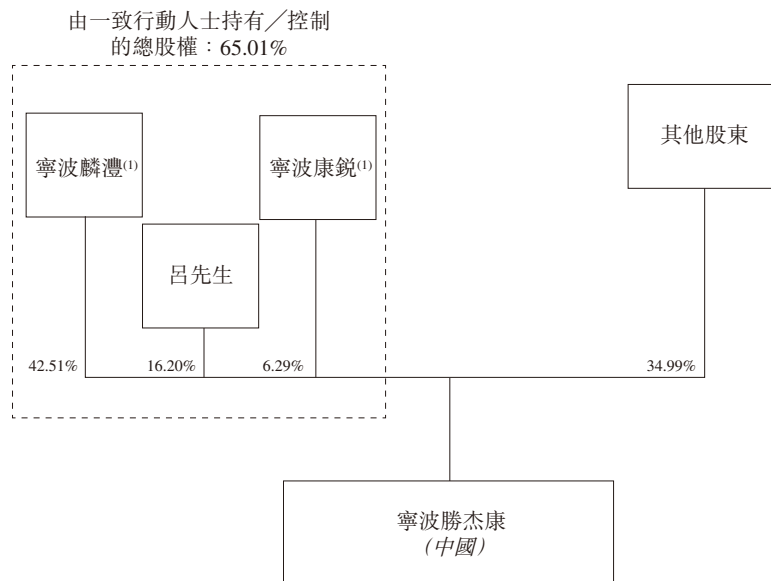 由一致行動人士持有／控制
的總股權：65.01%
寧波麟灃(1)
寧波康鋭(1)
其他股東
呂先生
42.51%
16.20%
6.29%
34.99%
寧波勝杰康
（中國）